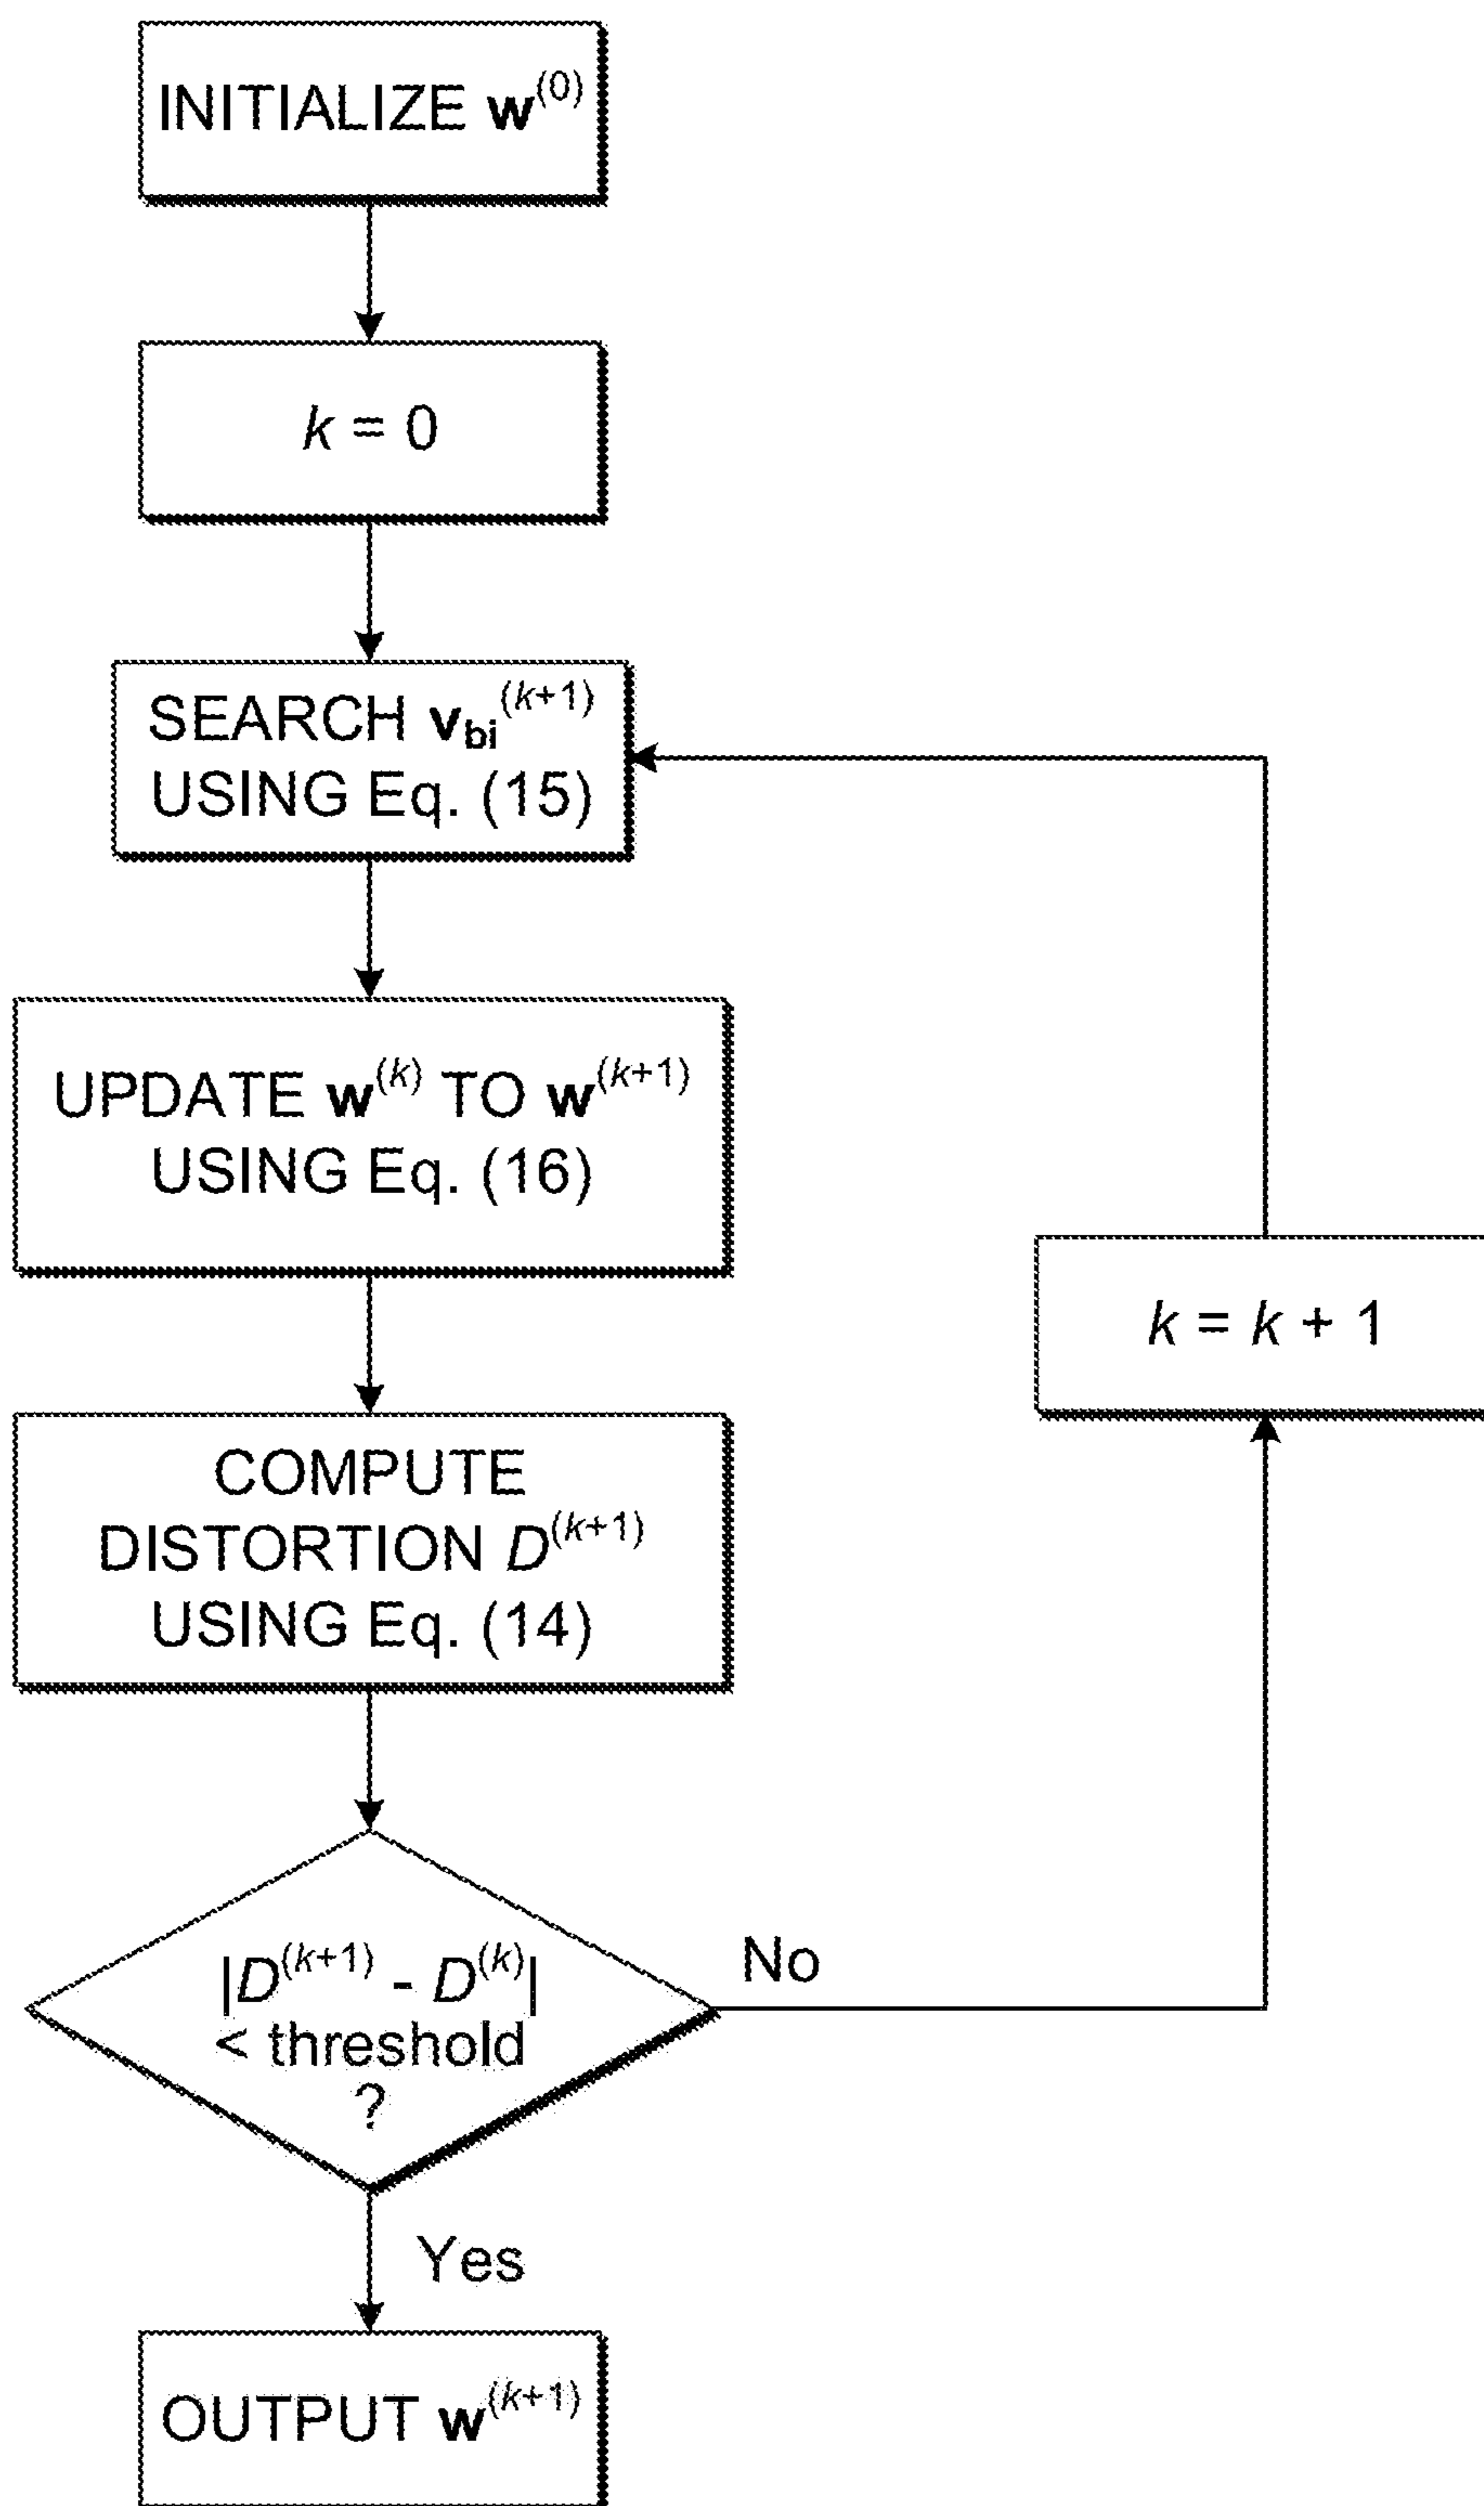 INITIALIZE w^(0)
k = 0
SEARCH v_bi^(k+1)
USING Eq. (15)
UPDATE w^(k) TO w^(k+1)
USING Eq. (16)
k = k + 1
COMPUTE
DISTORTION D^(k+1)
USING Eq. (14)
|D^(k+1) - D^(k)|
< threshold
?
No
Yes
OUTPUT w^(k+1)